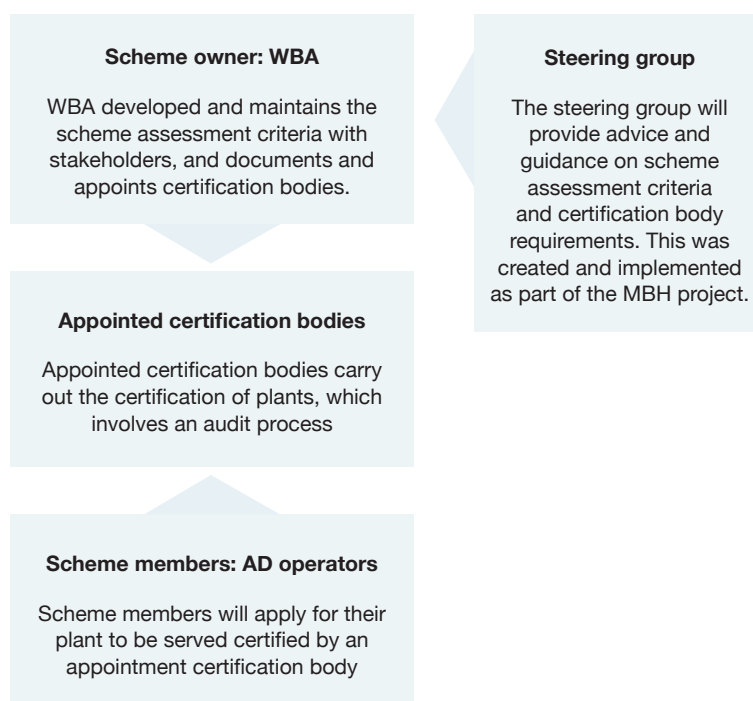 Scheme owner: WBA
WBA developed and maintains the
scheme assessment criteria with
stakeholders, and documents and
appoints certification bodies.
Steering group
The steering group will
provide advice and
guidance on scheme
assessment criteria
and certification body
requirements. This was
created and implemented
as part of the MBH project.
Appointed certification bodies
Appointed certification bodies carry
out the certification of plants, which
involves an audit process
Scheme members: AD operators
Scheme members will apply for their
plant to be served certified by an
appointment certification body